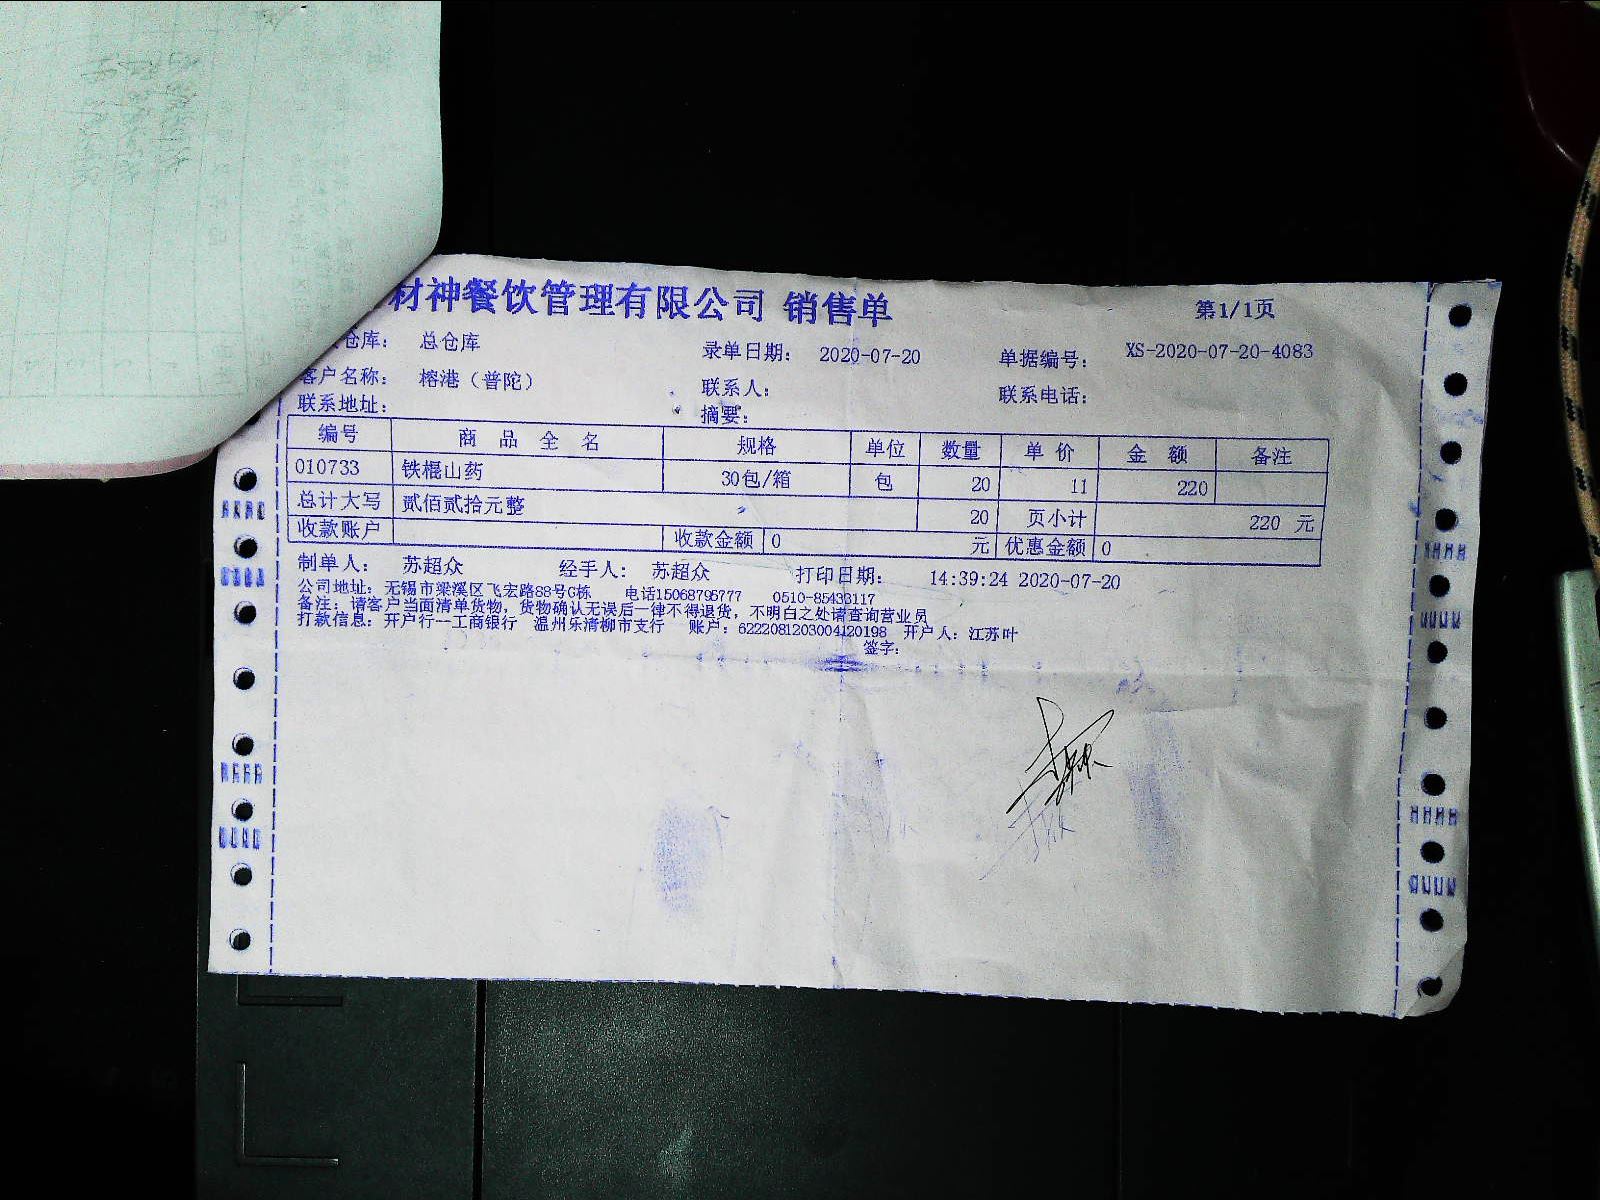 材神餐饮管理有限公司 销售单 第1/1页
仓库： 总仓库 录单日期： 2020-07-20 单据编号： XS-2020-07-20-4083
客户名称： 榕港（普陀） 联系人： 联系电话：
联系地址： 摘要：
编号 商 品 全 名 规格 单位 数量 单 价 金 额 备注
010733 铁棍山药 30包/箱 包 20 11 220
总计大写 贰佰贰拾元整 20 页小计 220 元
收款账户 收款金额 0 元 优惠金额 0
制单人： 苏超众 经手人： 苏超众 打印日期： 14:39:24 2020-07-20
公司地址：无锡市梁溪区飞宏路88号C栋 电话15068795777 0510-85433117
备注：请客户当面清单货物，货物确认无误后一律不得退货，不明白之处请查询营业员
打款信息：开户行一工商银行 温州乐清柳市支行 账户：6222081203004120198 开户人：江苏叶
签字：